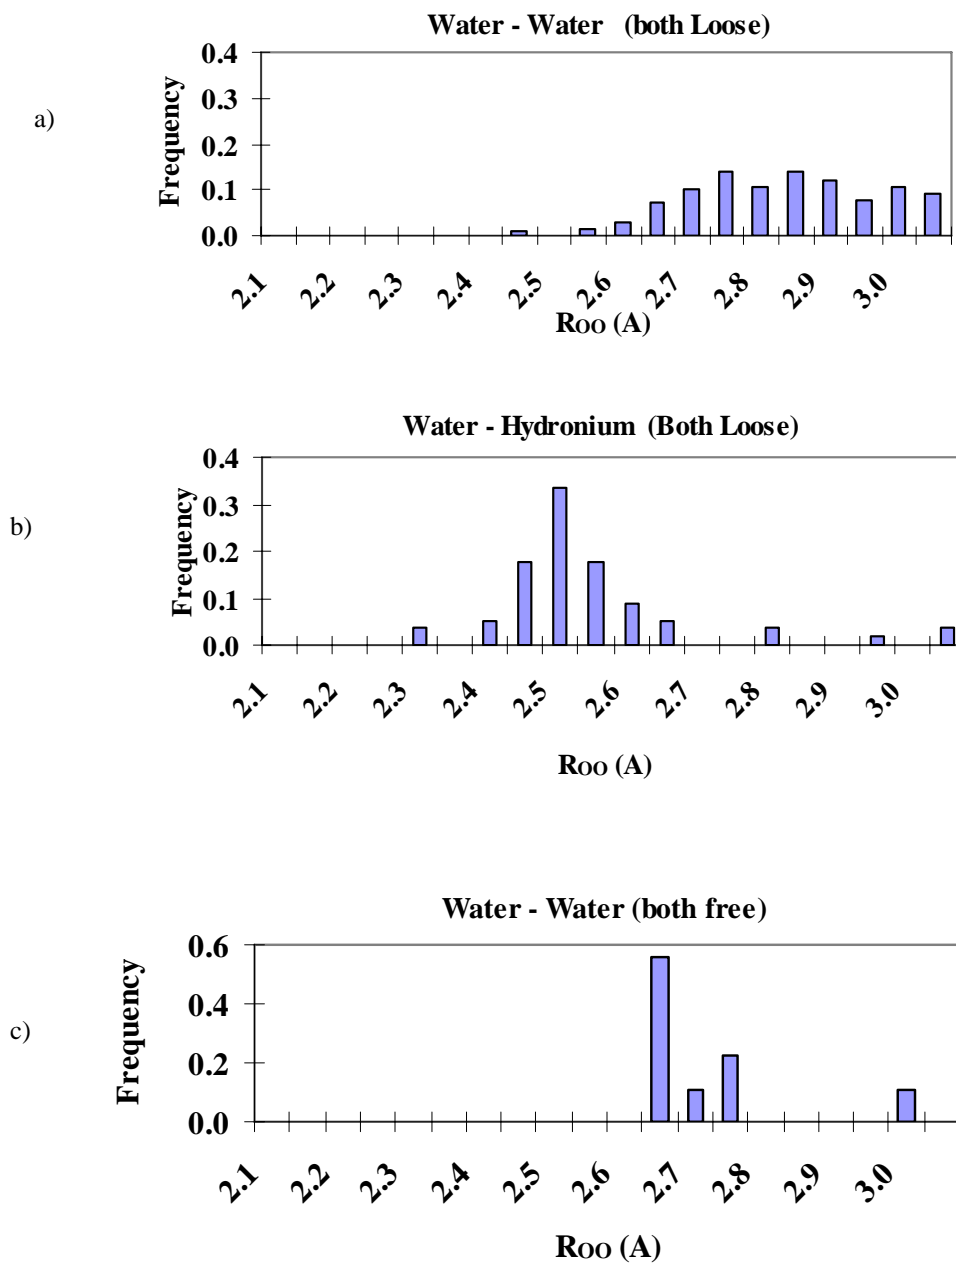 Water - Water (both Loose)
a)
Frequency
0.4
0.3
0.2
0.1
0.0
2.1 2.2 2.3 2.4 2.5 2.6 2.7 2.8 2.9 3.0
ROO (A)
Water - Hydronium (Both Loose)
b)
Frequency
0.4
0.3
0.2
0.1
0.0
2.1 2.2 2.3 2.4 2.5 2.6 2.7 2.8 2.9 3.0
ROO (A)
Water - Water (both free)
c)
Frequency
0.6
0.4
0.2
0.0
2.1 2.2 2.3 2.4 2.5 2.6 2.7 2.8 2.9 3.0
ROO (A)